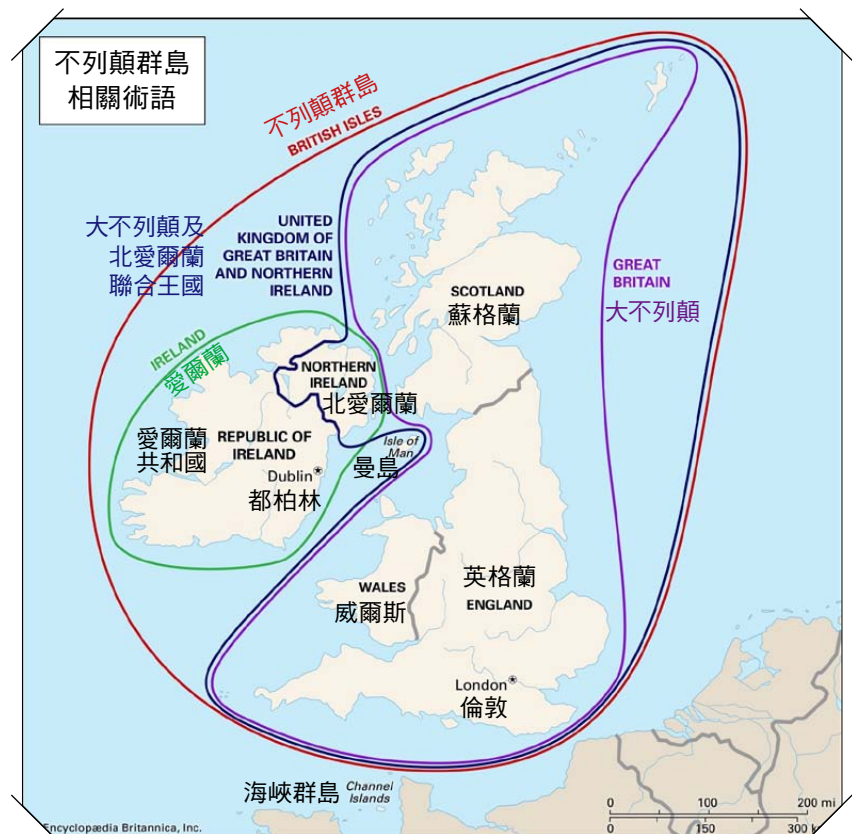 不列顛群島
相關術語
不列顛群島
BRITISH ISLES
大不列顛及
北愛爾蘭
聯合王國
UNITED
KINGDOM OF
GREAT BRITAIN
AND NORTHERN
IRELAND
SCOTLAND
蘇格蘭
GREAT
BRITAIN
大不列顛
IRELAND
愛爾蘭
NORTHERN
IRELAND
北愛爾蘭
愛爾蘭
共和國
REPUBLIC OF
IRELAND
Dublin
都柏林
Isle of
Man
曼島
WALES
威爾斯
英格蘭
ENGLAND
London
倫敦
海峽群島
Channel
Islands
0 100 200 mi
0 150 300 k
Encyclopædia Britannica, Inc.